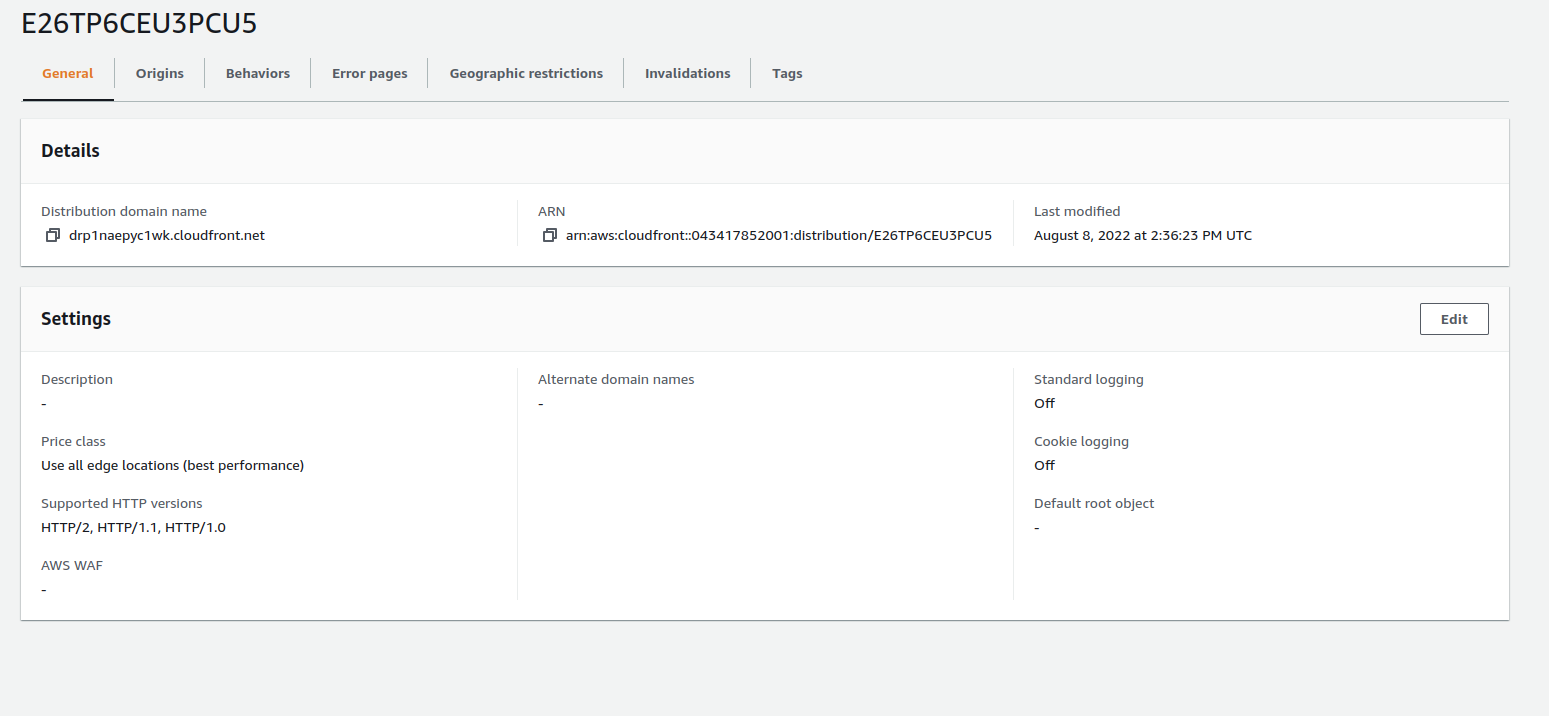 E26TP6CEU3PCU5
General Origins Behaviors Error pages Geographic restrictions Invalidations Tags
Details
Distribution domain name
drp1naepyc1wk.cloudfront.net
ARN
arn:aws:cloudfront::043417852001:distribution/E26TP6CEU3PCU5
Last modified
August 8, 2022 at 2:36:23 PM UTC
Settings
Edit
Description
-
Price class
Use all edge locations (best performance)
Supported HTTP versions
HTTP/2, HTTP/1.1, HTTP/1.0
AWS WAF
-
Alternate domain names
-
Standard logging
Off
Cookie logging
Off
Default root object
-